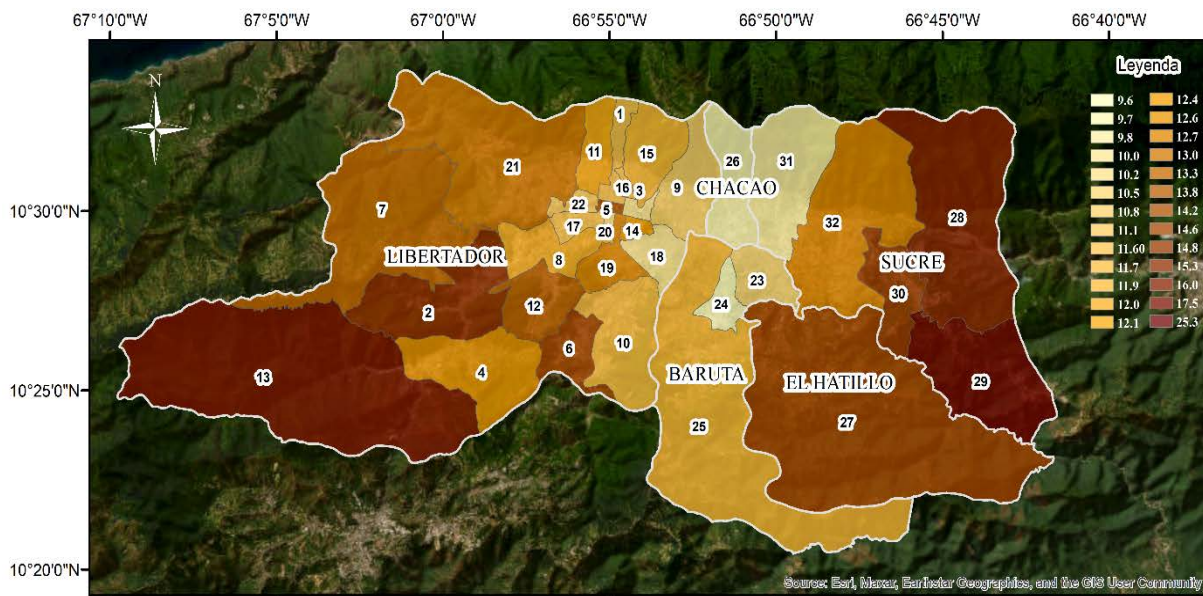 67°10'0"W 67°5'0"W 67°0'0"W 66°55'0"W 66°50'0"W 66°45'0"W 66°40'0"W
N
Leyenda
9.6 12.4
9.7 12.6
9.8 12.7
10.0 13.0
10.2 13.3
10.5 13.8
10.8 14.2
11.1 14.6
11.60 14.8
11.7 15.3
11.9 16.0
12.0 17.5
12.1 25.3
1
11 15
21 26 31
16 3 9 CHACAO
10°30'0"N 7 22 5 28
17 20 14 32
LIBERTADOR 8 18 SUCRE
19 23
24 30
2 12
6 10
13 4 BARUTA EL HATILLO 29
10°25'0"N
25 27
10°20'0"N
Source: Esri, Maxar, Earthstar Geographics, and the GIS User Community